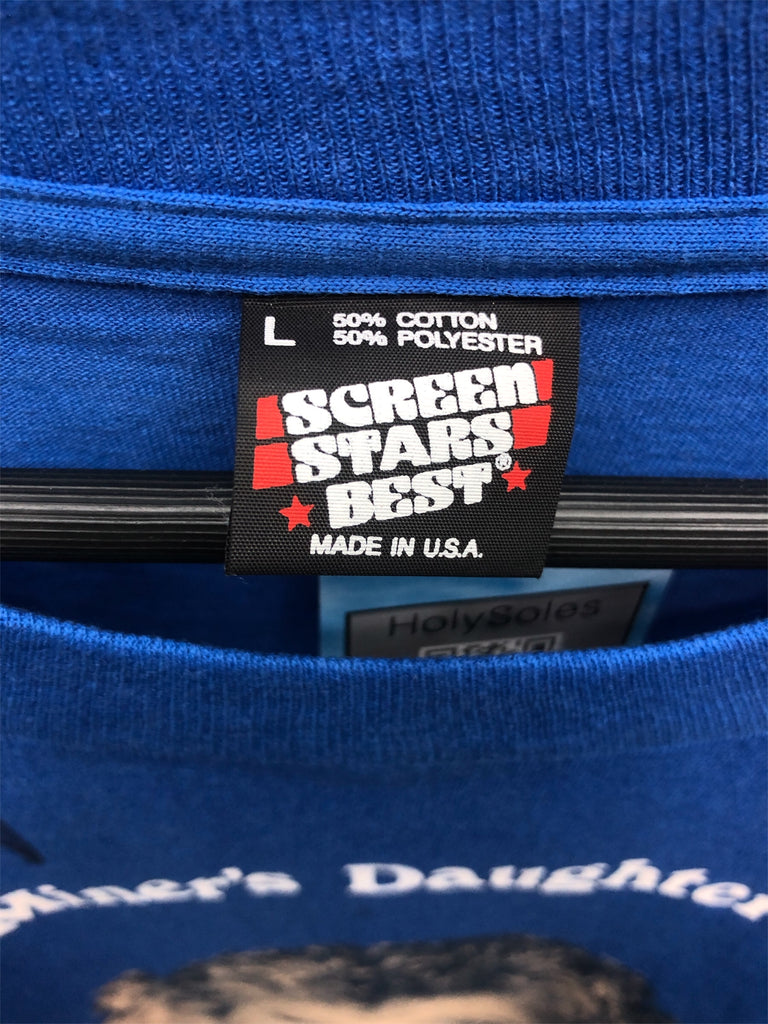 L
50% COTTON
50% POLYESTER
SCREEN
STARS
BEST®
MADE IN U.S.A.
HolySoles
Miner's Daughter